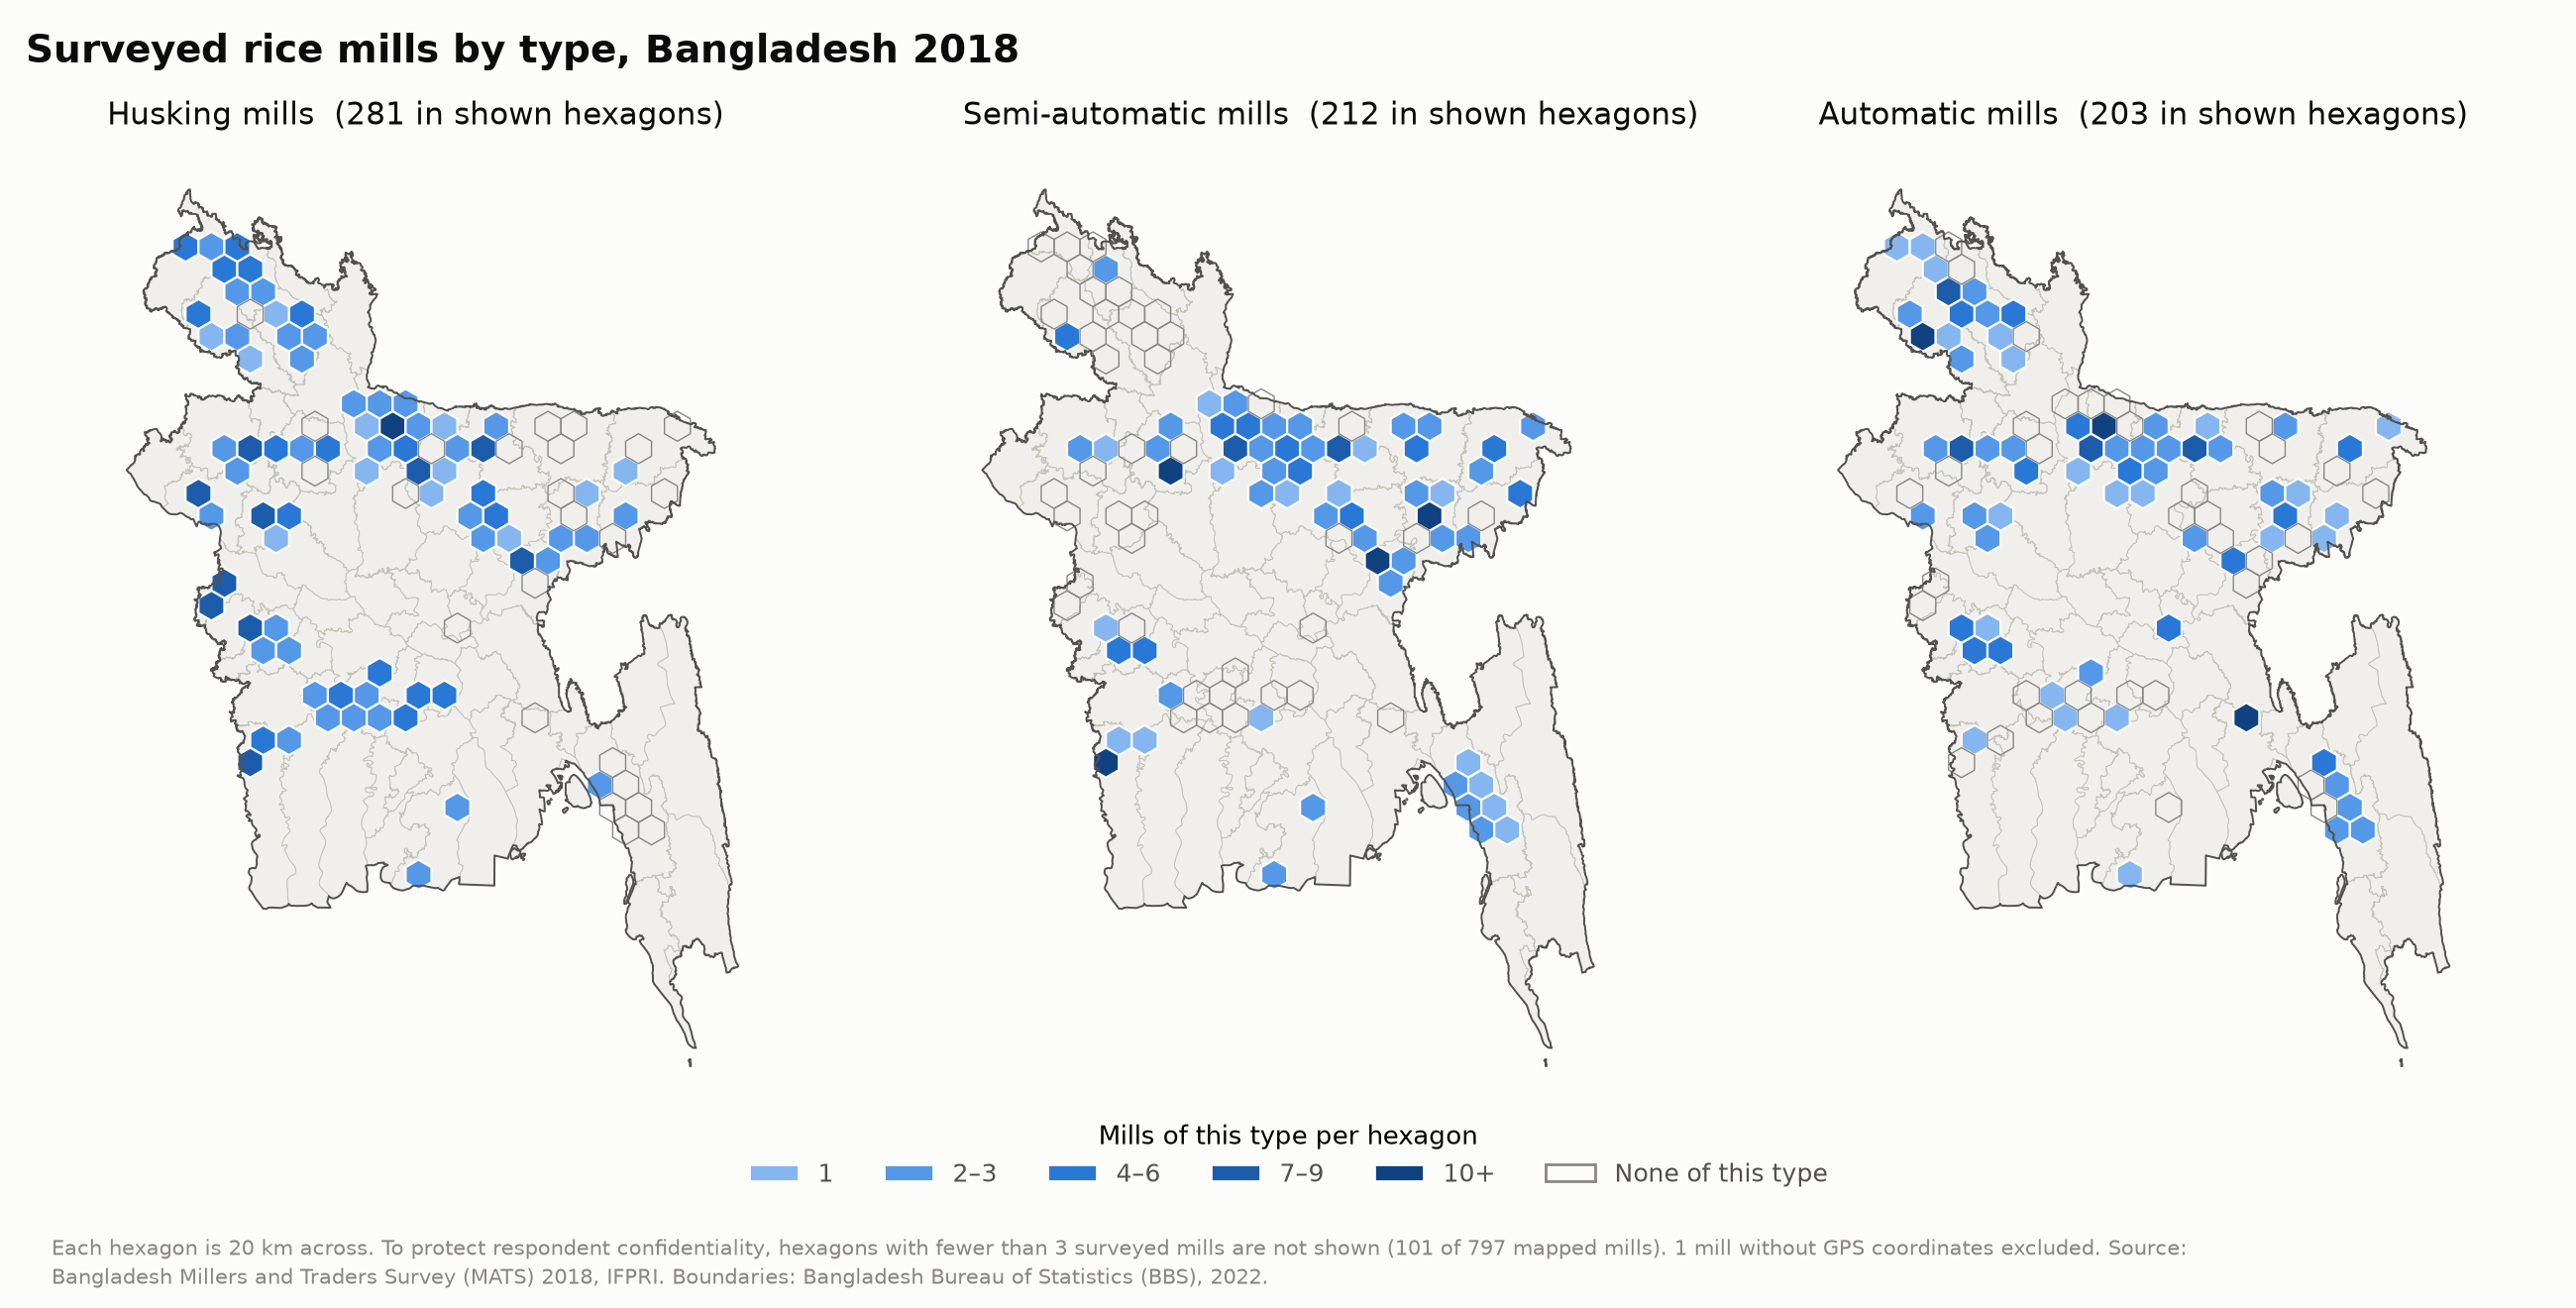 Surveyed rice mills by type, Bangladesh 2018
Husking mills (281 in shown hexagons)
Semi-automatic mills (212 in shown hexagons)
Automatic mills (203 in shown hexagons)
Mills of this type per hexagon
1
2–3
4–6
7–9
10+
None of this type
Each hexagon is 20 km across. To protect respondent confidentiality, hexagons with fewer than 3 surveyed mills are not shown (101 of 797 mapped mills). 1 mill without GPS coordinates excluded. Source:
Bangladesh Millers and Traders Survey (MATS) 2018, IFPRI. Boundaries: Bangladesh Bureau of Statistics (BBS), 2022.